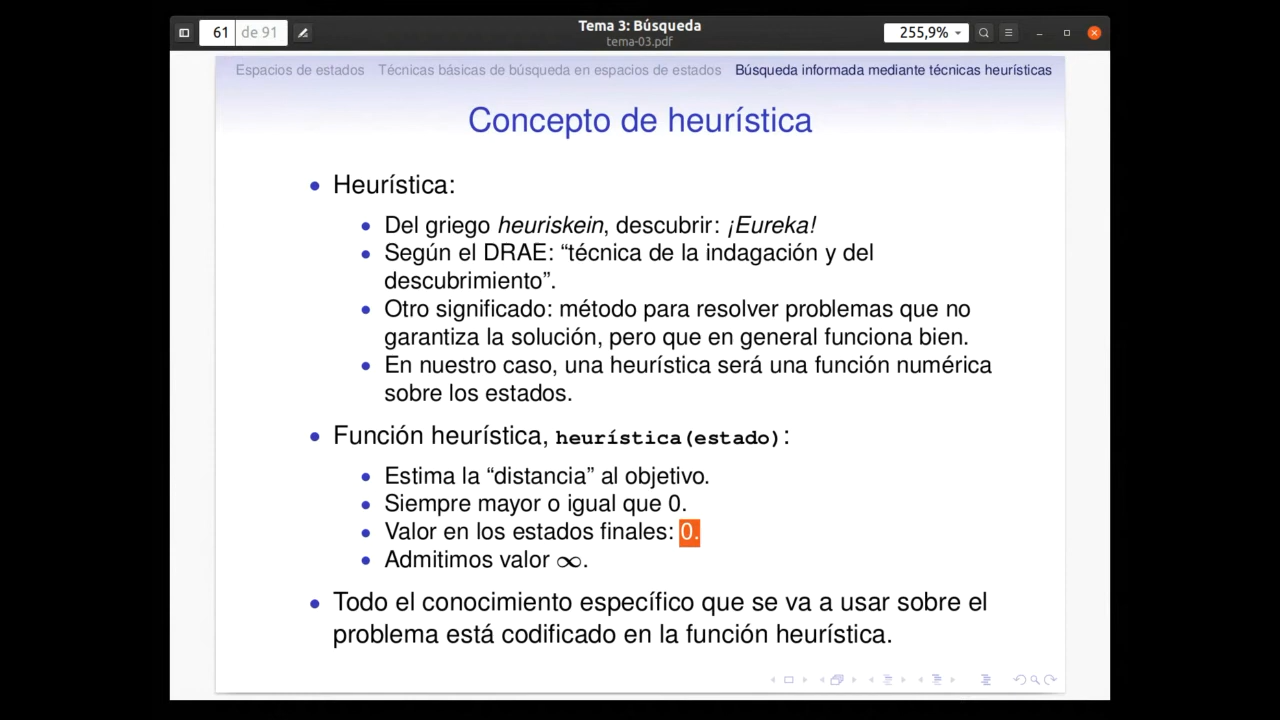 61 de 91
Tema 3: Búsqueda
tema-03.pdf
255,9%
Espacios de estados Técnicas básicas de búsqueda en espacios de estados Búsqueda informada mediante técnicas heurísticas
Concepto de heurística
• Heurística:
• Del griego heuriskein, descubrir: ¡Eureka!
• Según el DRAE: “técnica de la indagación y del
descubrimiento”.
• Otro significado: método para resolver problemas que no
garantiza la solución, pero que en general funciona bien.
• En nuestro caso, una heurística será una función numérica
sobre los estados.
• Función heurística, heurística(estado):
• Estima la “distancia” al objetivo.
• Siempre mayor o igual que 0.
• Valor en los estados finales: 0.
• Admitimos valor ∞.
• Todo el conocimiento específico que se va a usar sobre el
problema está codificado en la función heurística.